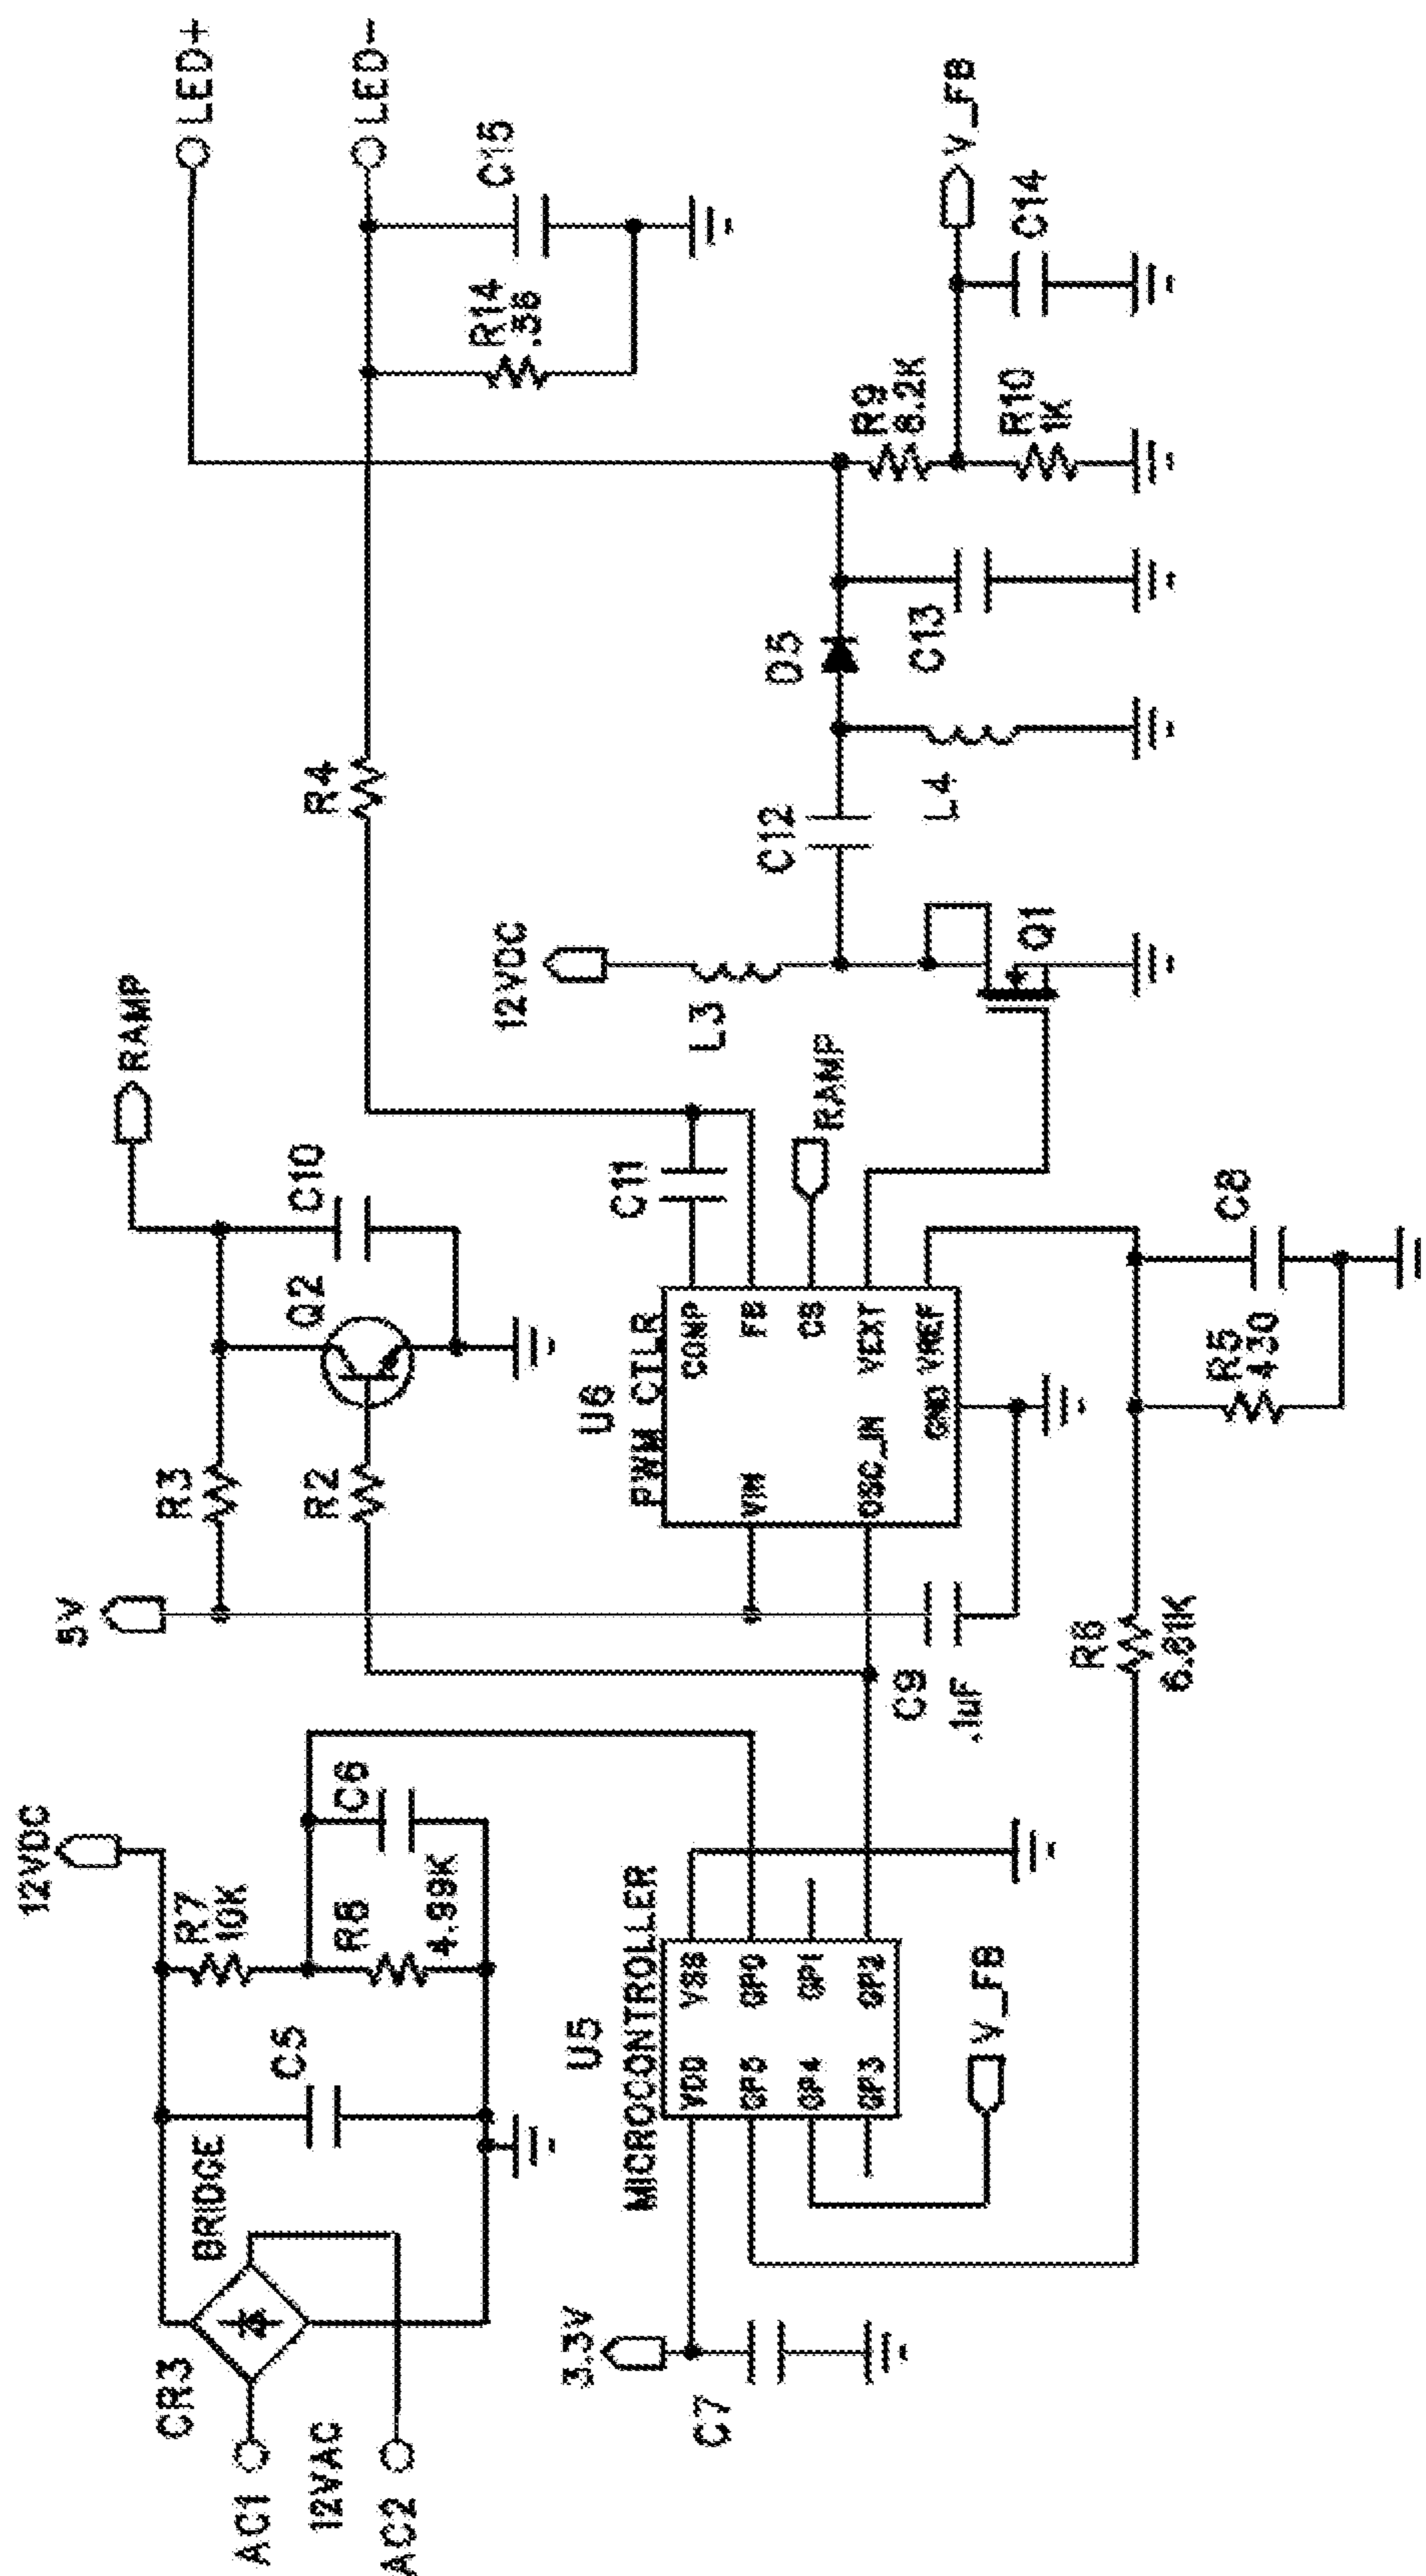 12VDC
CR3
BRIDGE
C5
R7
10K
R8
4.99K
C6
AC1
12VAC
AC2
5V
R3
R2
Q2
C10
RAMP
R4
LED+
LED-
R14
C15
3.3V
C7
U5
MICROCONTROLLER
VDD
VSS
GP5
GP0
GP4
GP1
GP3
GP2
V_FB
U6
PWM CTLR
VIN
COMP
FB
CS
OSC_IN
VEXT
GND
VREF
C11
RAMP
C9
.1uF
R6
6.81K
R5
430
C8
12VDC
L3
Q1
C12
L4
D5
C13
R9
8.2K
R10
1K
C14
V_FB